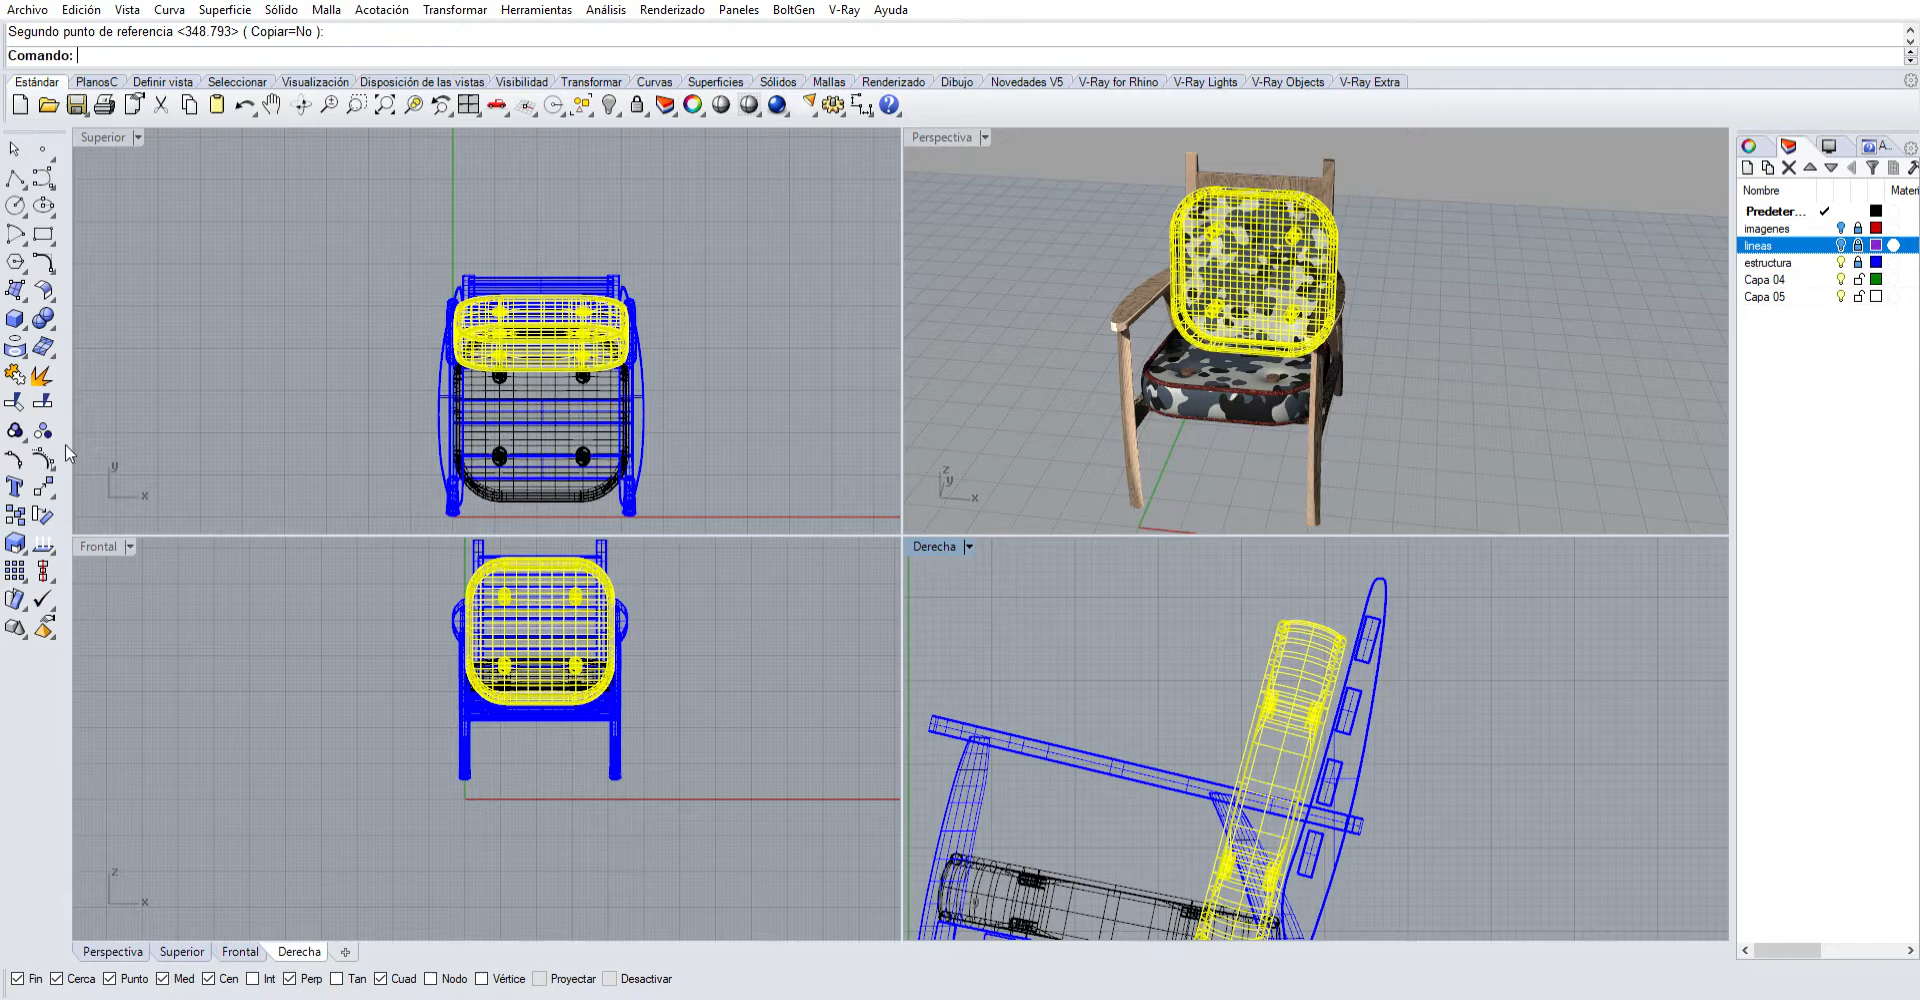 Archivo Edición Vista Curva Superficie Sólido Malla Acotación Transformar Herramientas Análisis Renderizado Paneles BoltGen V-Ray Ayuda
Segundo punto de referencia <348.793> ( Copiar=No ):
Comando:
Estándar PlanosC Definir vista Seleccionar Visualización Disposición de las vistas Visibilidad Transformar Curvas Superficies Sólidos Mallas Renderizado Dibujo Novedades V5 V-Ray for Rhino V-Ray Lights V-Ray Objects V-Ray Extra
Superior
Perspectiva
A...
Nombre Mater
Predeter...
imagenes
lineas
estructura
Capa 04
Capa 05
y
x
z
y
x
Frontal
Derecha
z
x
Perspectiva Superior Frontal Derecha
Fin Cerca Punto Med Cen Int Perp Tan Cuad Nodo Vértice Proyectar Desactivar